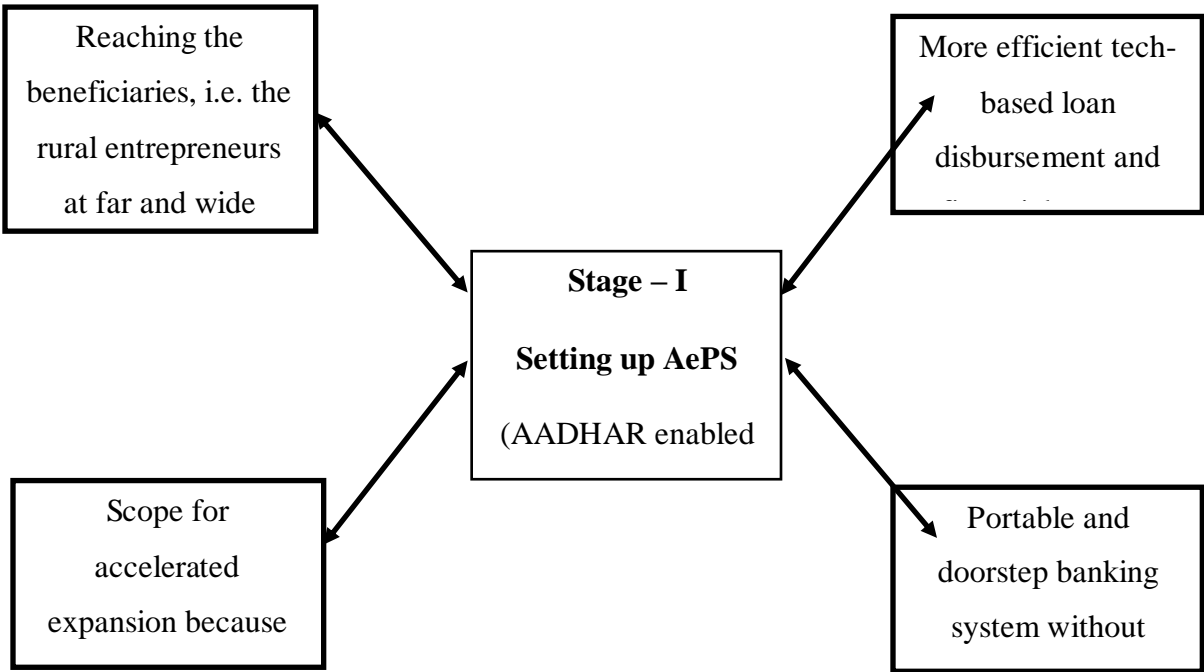 Reaching the
beneficiaries, i.e. the
rural entrepreneurs
at far and wide
More efficient tech-
based loan
disbursement and
Stage – I
Setting up AePS
(AADHAR enabled
Scope for
accelerated
expansion because
Portable and
doorstep banking
system without